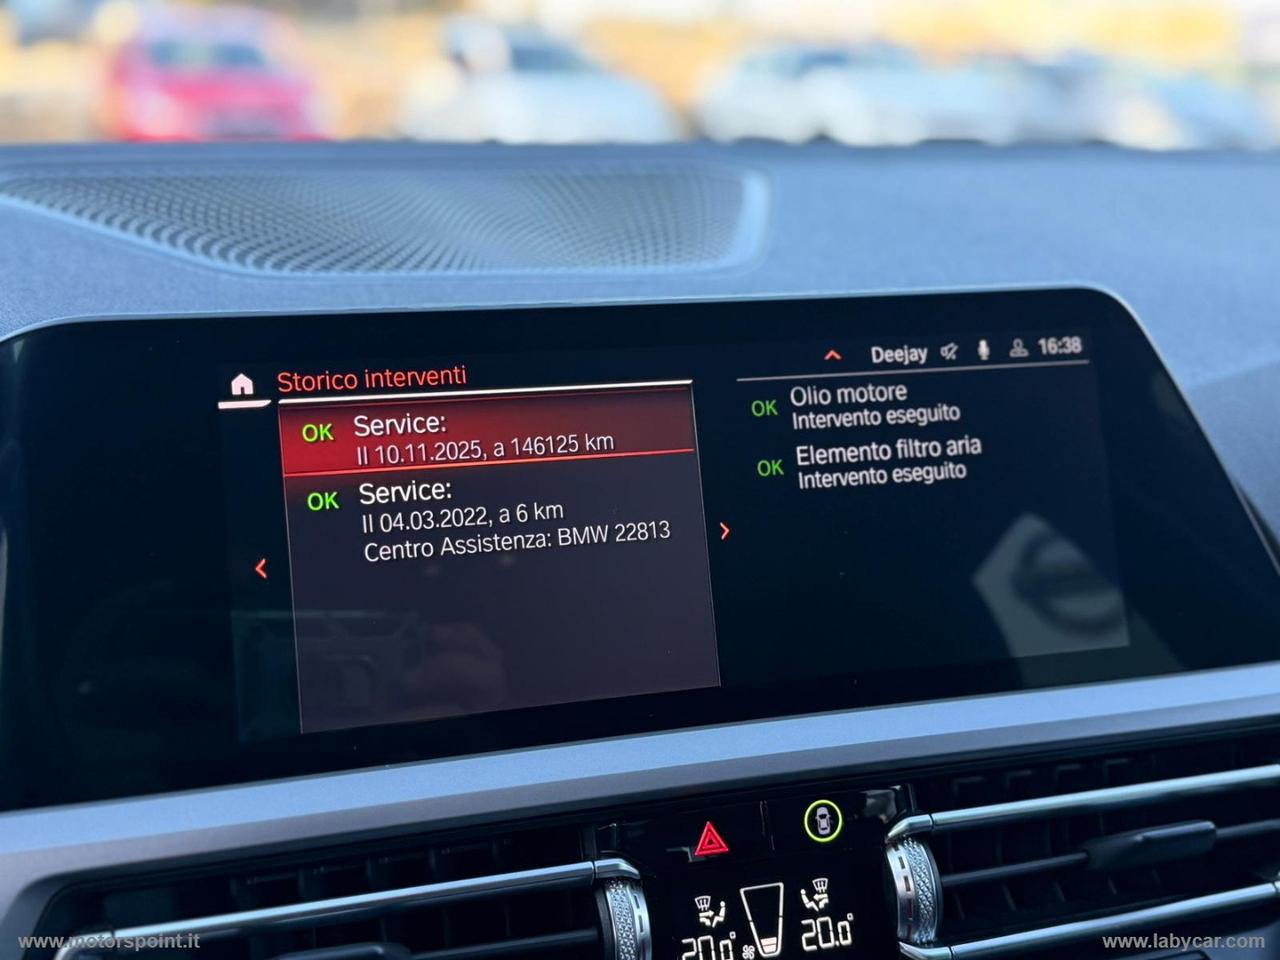 Storico interventi
Deejay 16:38
OK Service:
Il 10.11.2025, a 146125 km
OK Service:
Il 04.03.2022, a 6 km
Centro Assistenza: BMW 22813
OK Olio motore
Intervento eseguito
OK Elemento filtro aria
Intervento eseguito
20.0°
20.0°
www.motorspoint.it
www.labycar.com